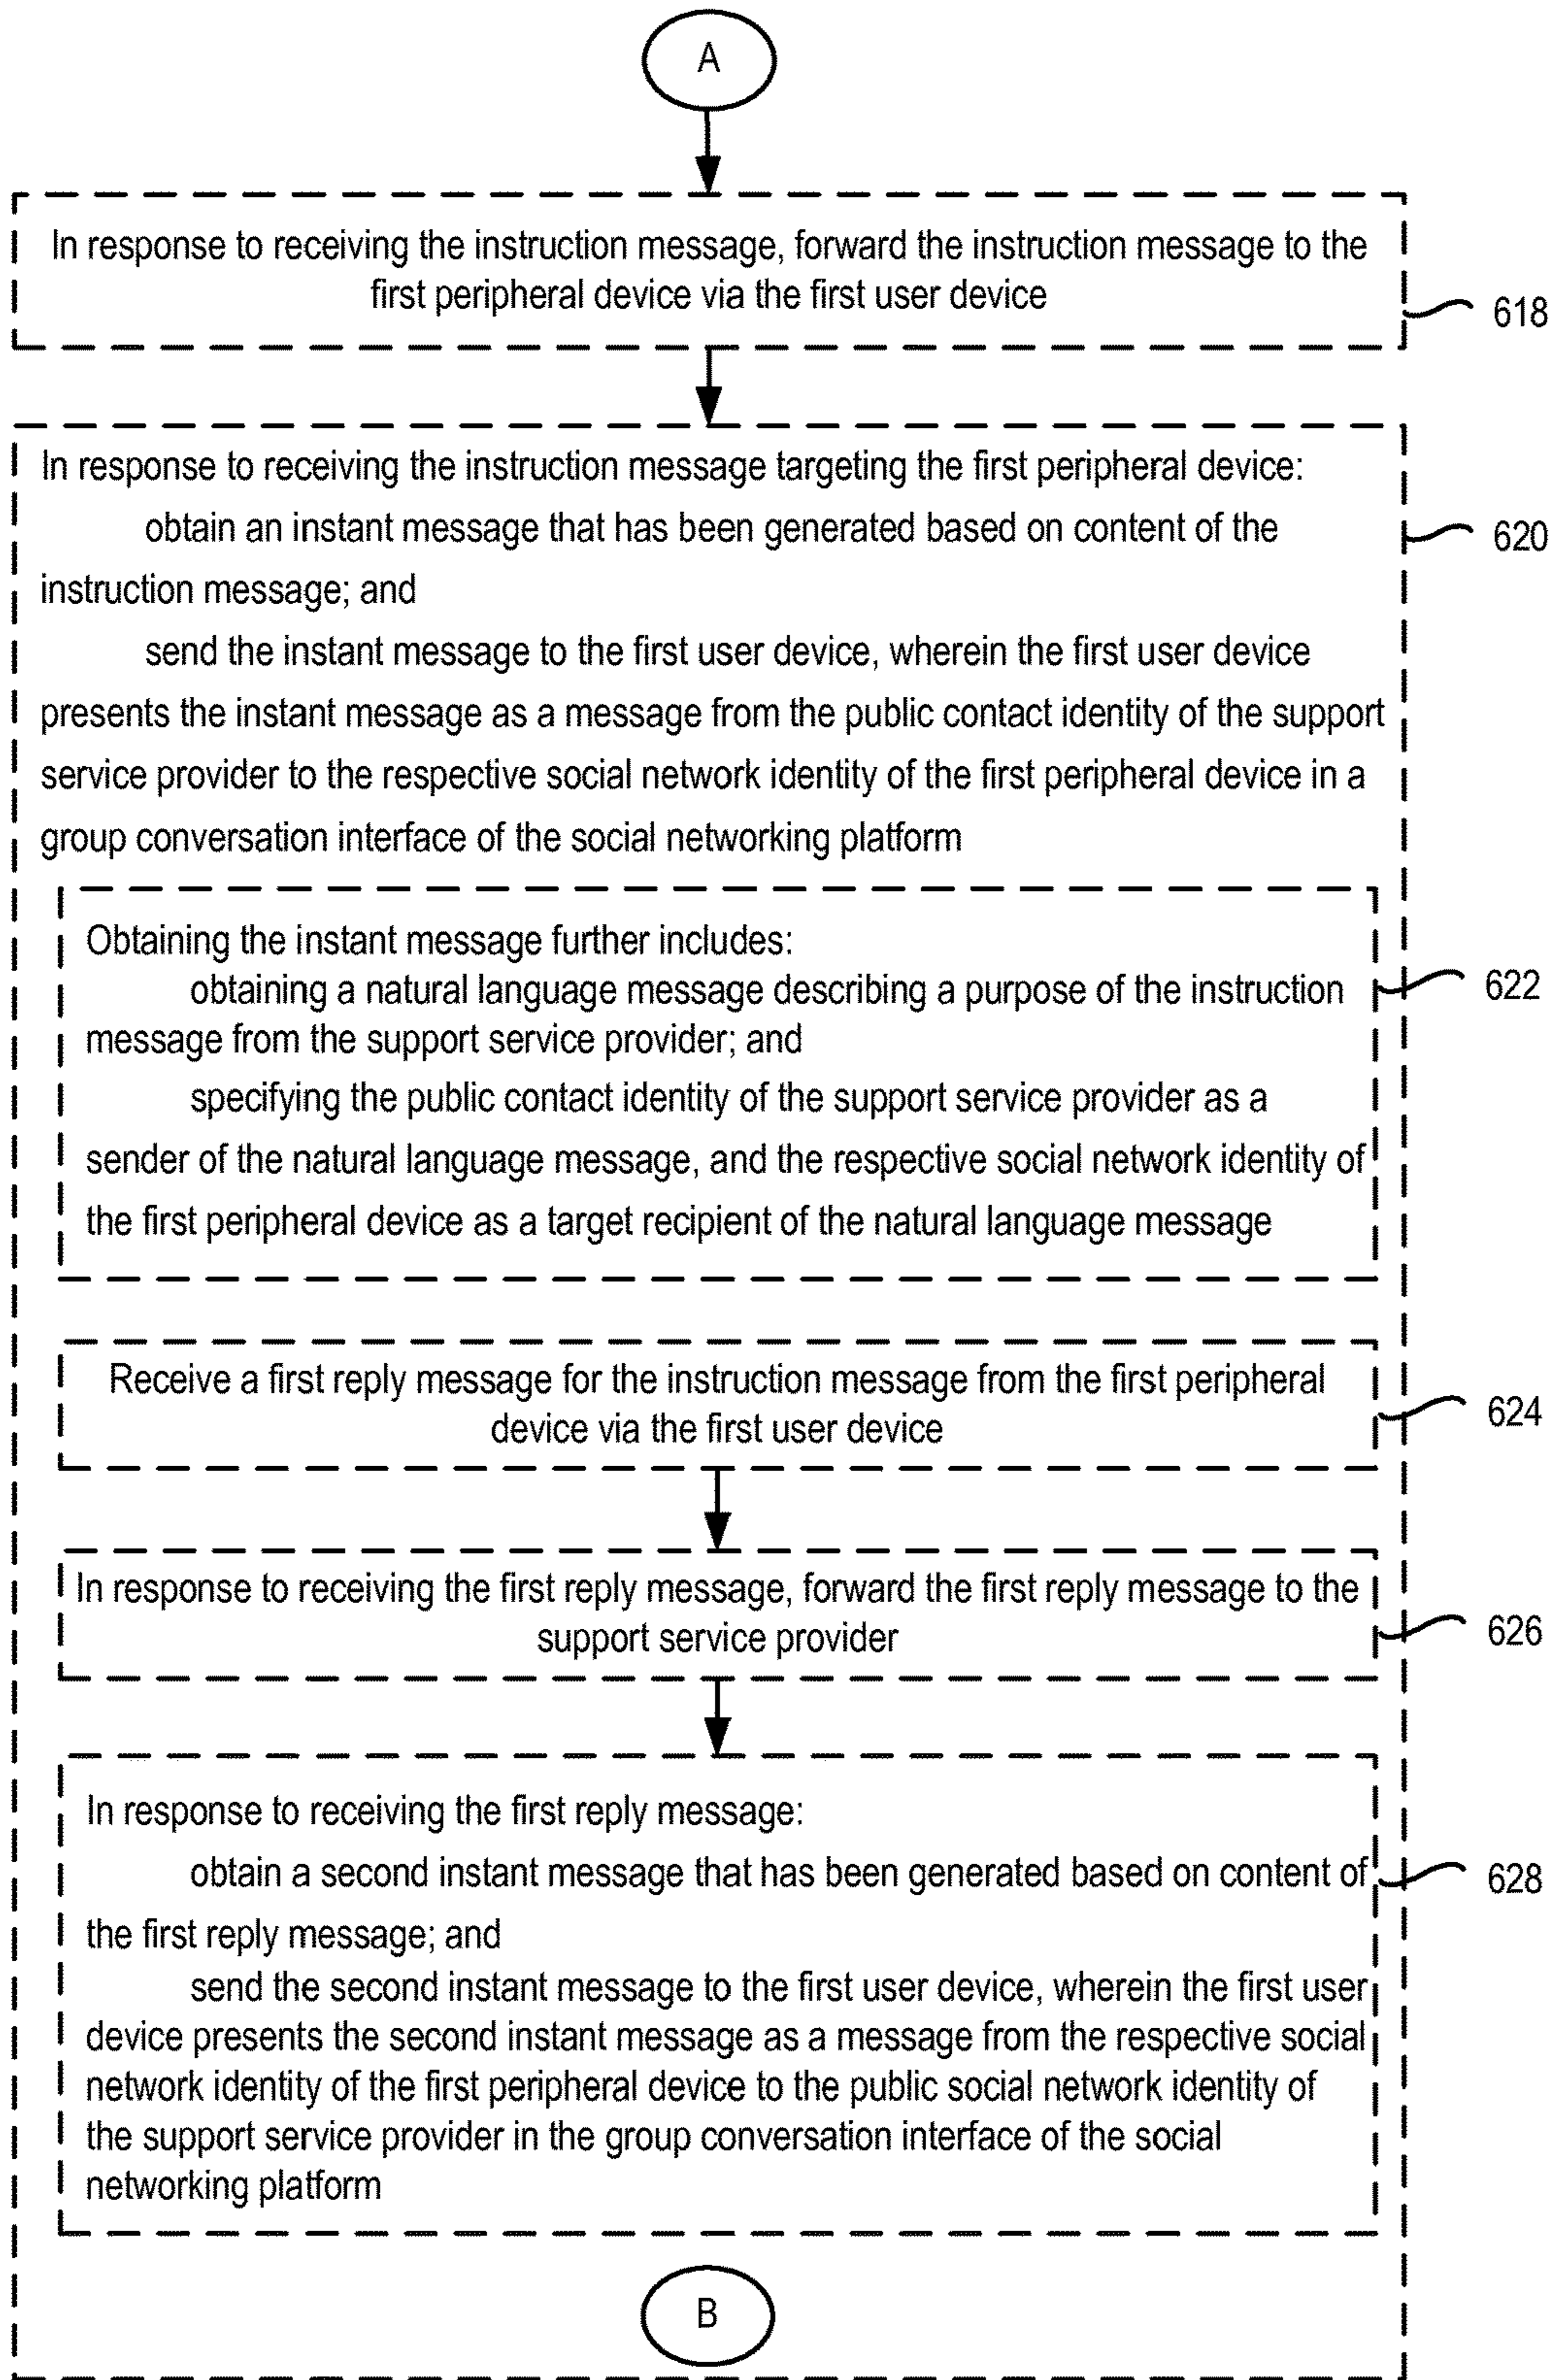 A
In response to receiving the instruction message, forward the instruction message to the
first peripheral device via the first user device
618
In response to receiving the instruction message targeting the first peripheral device:
obtain an instant message that has been generated based on content of the
instruction message; and
send the instant message to the first user device, wherein the first user device
presents the instant message as a message from the public contact identity of the support
service provider to the respective social network identity of the first peripheral device in a
group conversation interface of the social networking platform
620
Obtaining the instant message further includes:
obtaining a natural language message describing a purpose of the instruction
message from the support service provider; and
specifying the public contact identity of the support service provider as a
sender of the natural language message, and the respective social network identity of
the first peripheral device as a target recipient of the natural language message
622
Receive a first reply message for the instruction message from the first peripheral
device via the first user device
624
In response to receiving the first reply message, forward the first reply message to the
support service provider
626
In response to receiving the first reply message:
obtain a second instant message that has been generated based on content of
the first reply message; and
send the second instant message to the first user device, wherein the first user
device presents the second instant message as a message from the respective social
network identity of the first peripheral device to the public social network identity of
the support service provider in the group conversation interface of the social
networking platform
628
B